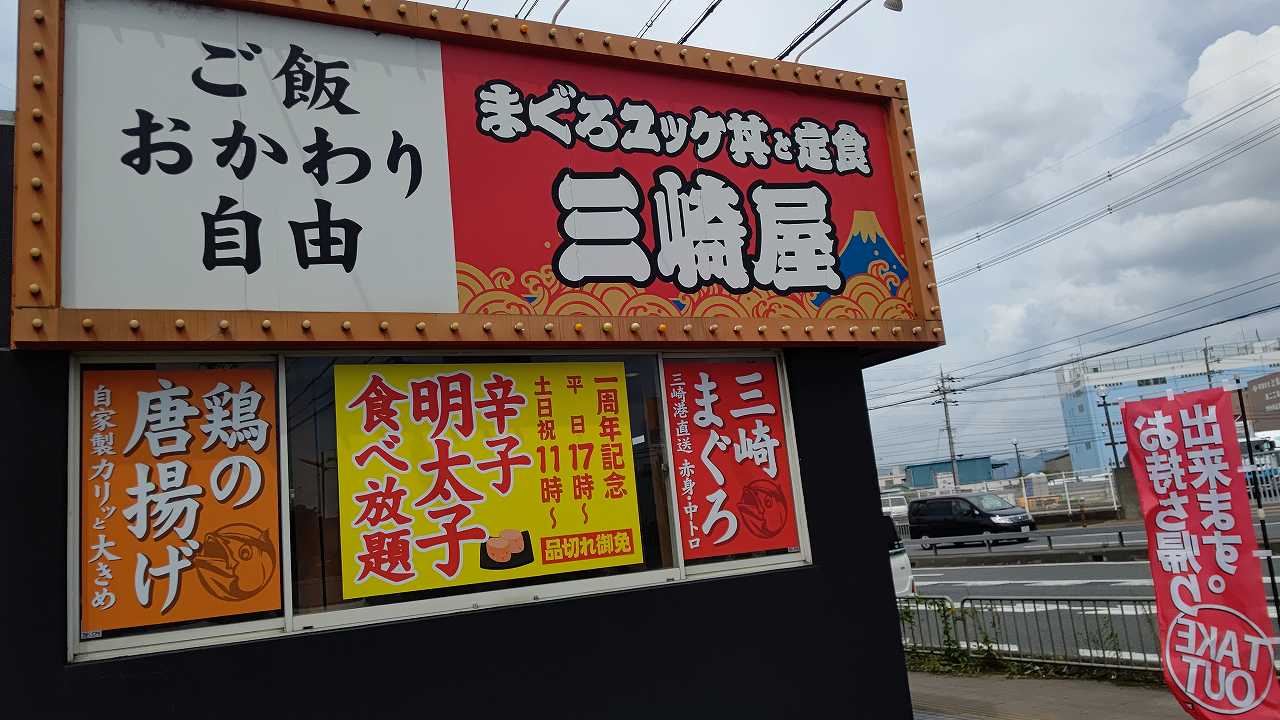 ご飯
おかわり
自由
まぐろユッケ丼と定食
三崎屋
鶏の
唐揚げ
自家製カリッと大きめ
一周年記念
平日17時～
土日祝11時～
辛子
明太子
食べ放題
品切れ御免
三崎
まぐろ
三崎港直送 赤身・中トロ
出来ます。
お持ち帰り
TAKE
OUT